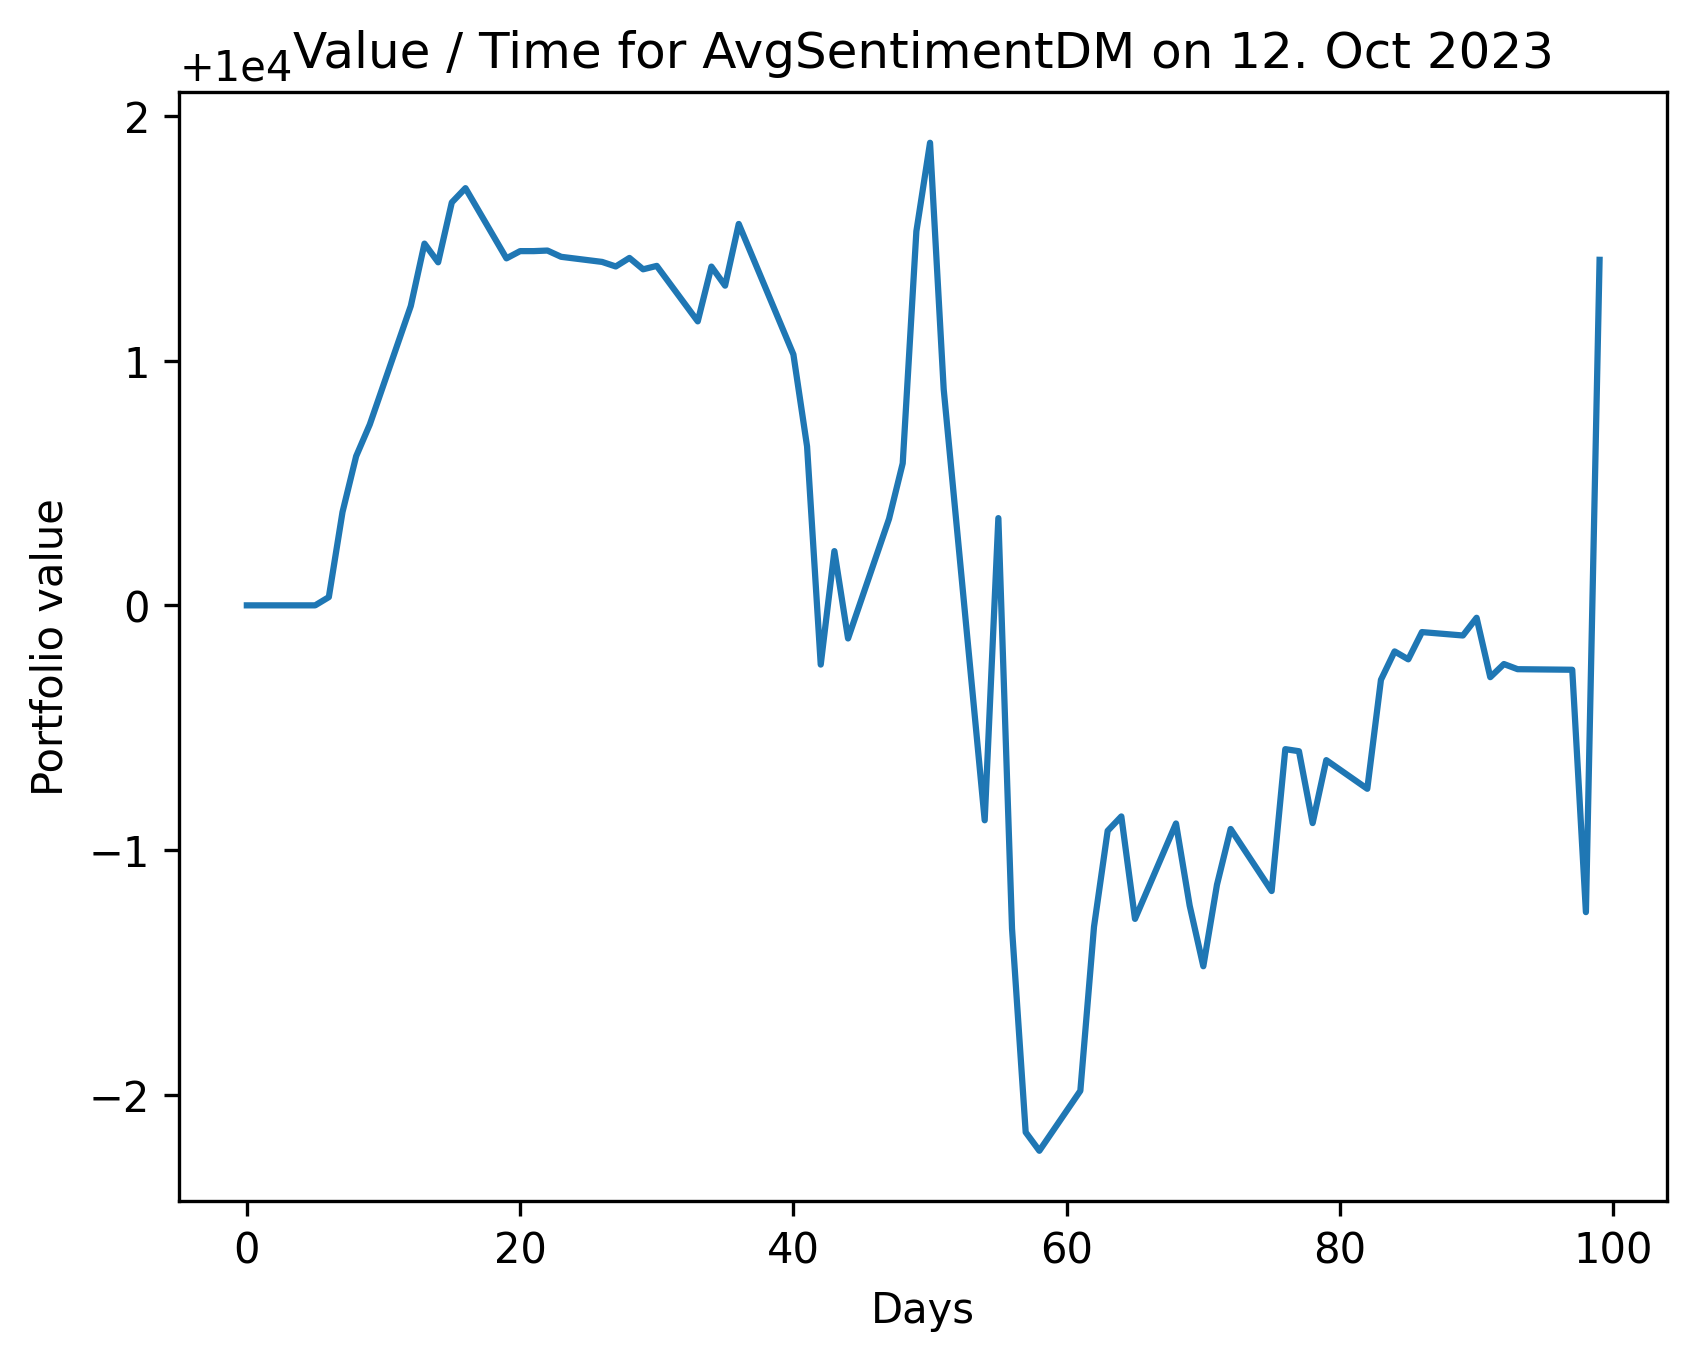 Value / Time for AvgSentimentDM on 12. Oct 2023
+1e4
2
1
0
−1
−2
Portfolio value
0 20 40 60 80 100
Days